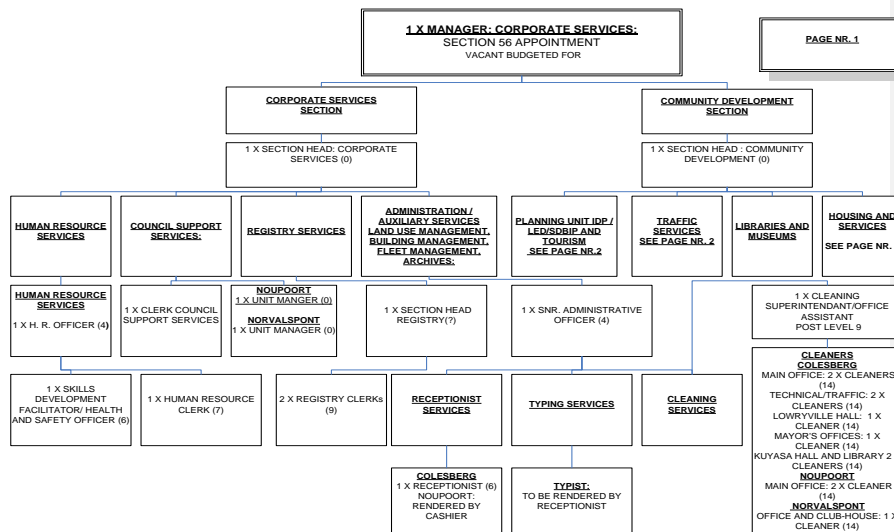 1 X MANAGER: CORPORATE SERVICES:
SECTION 56 APPOINTMENT
VACANT BUDGETED FOR
PAGE NR. 1
CORPORATE SERVICES
SECTION
COMMUNITY DEVELOPMENT
SECTION
1 X SECTION HEAD: CORPORATE
SERVICES (0)
1 X SECTION HEAD : COMMUNITY
DEVELOPMENT (0)
HUMAN RESOURCE
SERVICES
COUNCIL SUPPORT
SERVICES:
REGISTRY SERVICES
ADMINISTRATION /
AUXILIARY SERVICES
LAND USE MANAGEMENT,
BUILDING MANAGEMENT,
FLEET MANAGEMENT,
ARCHIVES:
PLANNING UNIT IDP /
LED/SDBIP AND
TOURISM
SEE PAGE NR.2
TRAFFIC
SERVICES
SEE PAGE NR. 2
LIBRARIES AND
MUSEUMS
HOUSING AND
SERVICES
SEE PAGE NR.
HUMAN RESOURCE
SERVICES
1 X H. R. OFFICER (4)
1 X CLERK COUNCIL
SUPPORT SERVICES
NOUPOORT
1 X UNIT MANGER (0)
NORVALSPONT
1 X UNIT MANAGER (0)
1 X SECTION HEAD
REGISTRY(?)
1 X SNR. ADMINISTRATIVE
OFFICER (4)
1 X CLEANING
SUPERINTENDANT/OFFICE
ASSISTANT
POST LEVEL 9
1 X SKILLS
DEVELOPMENT
FACILITATOR/ HEALTH
AND SAFETY OFFICER (6)
1 X HUMAN RESOURCE
CLERK (7)
2 X REGISTRY CLERKs
(9)
RECEPTIONIST
SERVICES
TYPING SERVICES
CLEANING
SERVICES
CLEANERS
COLESBERG
MAIN OFFICE: 2 X CLEANERS
(14)
TECHNICAL/TRAFFIC: 2 X
CLEANERS (14)
LOWRYVILLE HALL: 1 X
CLEANER (14)
MAYOR'S OFFICES: 1 X
CLEANER (14)
KUYASA HALL AND LIBRARY 2
CLEANERS (14)
NOUPOORT
MAIN OFFICE: 2 X CLEANER
(14)
NORVALSPONT
OFFICE AND CLUB-HOUSE: 1 X
CLEANER (14)
COLESBERG
1 X RECEPTIONIST (6)
NOUPOORT:
RENDERED BY
CASHIER
TYPIST:
TO BE RENDERED BY
RECEPTIONIST